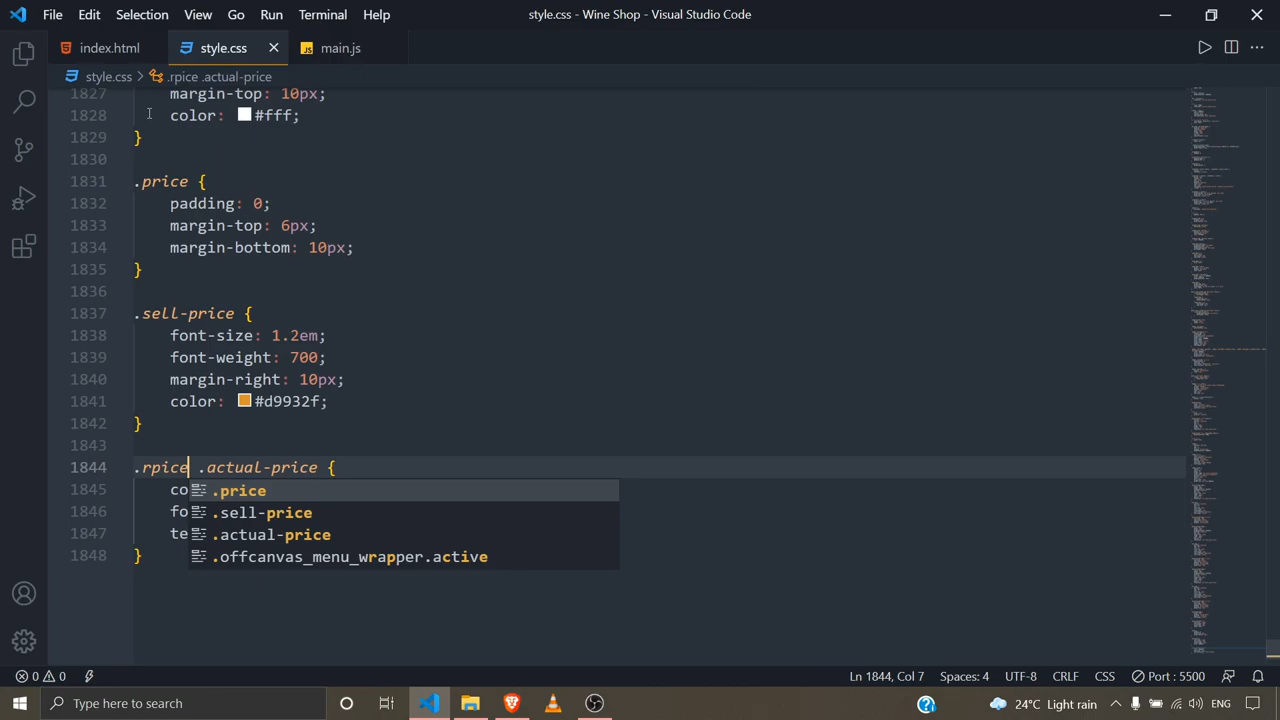 File Edit Selection View Go Run Terminal Help style.css - Wine Shop - Visual Studio Code
index.html style.css main.js
style.css .rpice .actual-price
1827 margin-top: 10px;
1828 color: #fff;
1829 }
1830
1831 .price {
1832 padding: 0;
1833 margin-top: 6px;
1834 margin-bottom: 10px;
1835 }
1836
1837 .sell-price {
1838 font-size: 1.2em;
1839 font-weight: 700;
1840 margin-right: 10px;
1841 color: #d9932f;
1842 }
1843
1844 .rpice .actual-price {
1845 co .price
1846 fo .sell-price
1847 te .actual-price
1848 } .offcanvas_menu_wrapper.active
0 0 Ln 1844, Col 7 Spaces: 4 UTF-8 CRLF CSS Port : 5500
Type here to search 24°C Light rain ENG